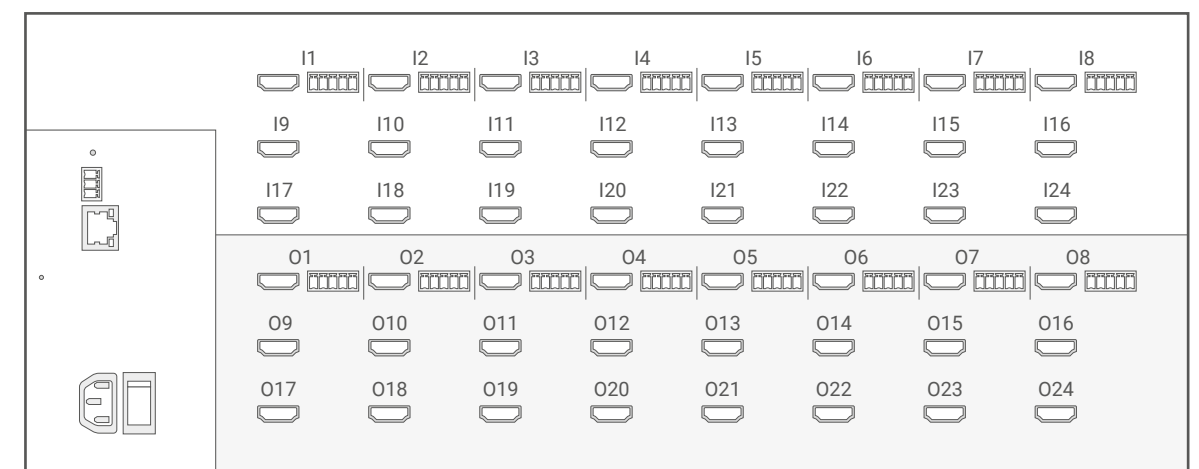 I1 I2 I3 I4 I5 I6 I7 I8
I9 I10 I11 I12 I13 I14 I15 I16
I17 I18 I19 I20 I21 I22 I23 I24
O1 O2 O3 O4 O5 O6 O7 O8
O9 O10 O11 O12 O13 O14 O15 O16
O17 O18 O19 O20 O21 O22 O23 O24